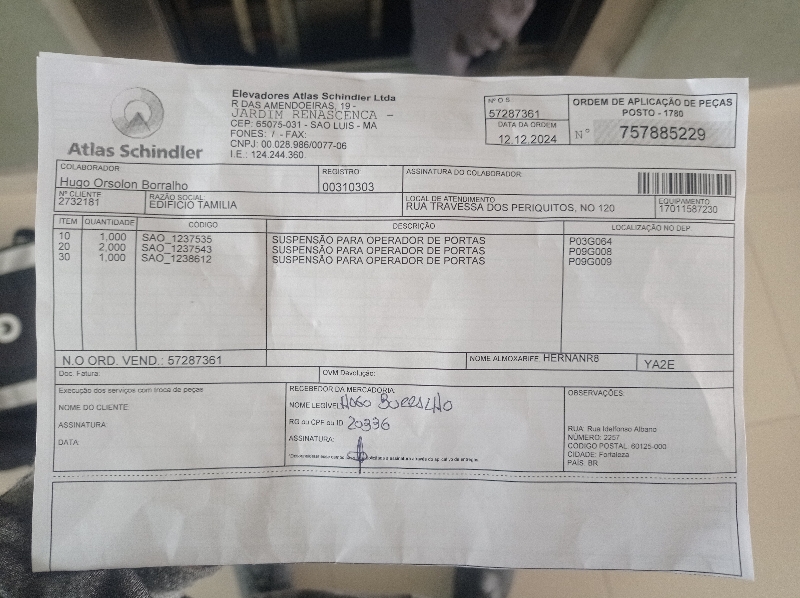 Atlas Schindler
Elevadores Atlas Schindler Ltda
R DAS AMENDOEIRAS, 19 -
JARDIM RENASCENCA -
CEP: 65075-031 - SAO LUIS - MA
FONES: / - FAX:
CNPJ: 00.028.986/0077-06
I.E.: 124.244.360
Nº O.S.
57287361
DATA DA ORDEM
12.12.2024
ORDEM DE APLICAÇÃO DE PEÇAS
POSTO - 1780
N° 757885229
COLABORADOR
Hugo Orsolon Borralho
REGISTRO
00310303
ASSINATURA DO COLABORADOR
Nº CLIENTE
2732181
RAZÃO SOCIAL
EDIFICIO TAMILIA
LOCAL DE ATENDIMENTO
RUA TRAVESSA DOS PERIQUITOS, NO 120
EQUIPAMENTO
17011587230
ITEM QUANTIDADE CÓDIGO DESCRIÇÃO LOCALIZAÇÃO NO DEP.
10 1,000 SAO_1237535 SUSPENSÃO PARA OPERADOR DE PORTAS P03G064
20 2,000 SAO_1237543 SUSPENSÃO PARA OPERADOR DE PORTAS P09G008
30 1,000 SAO_1238612 SUSPENSÃO PARA OPERADOR DE PORTAS P09G009
N.O ORD. VEND.: 57287361
NOME ALMOXARIFE HERNANR8
YA2E
Doc. Fatura:
OVM Devolução:
Execução dos serviços com troca de peças
NOME DO CLIENTE:
ASSINATURA:
DATA:
RECEBEDOR DA MERCADORIA:
NOME LEGÍVEL: HUGO BORRALHO
RG ou CPF ou ID 20396
ASSINATURA:
OBSERVAÇÕES:
RUA: Rua Idelfonso Albano
NÚMERO: 2257
CÓDIGO POSTAL: 60125-000
CIDADE: Fortaleza
PAÍS: BR